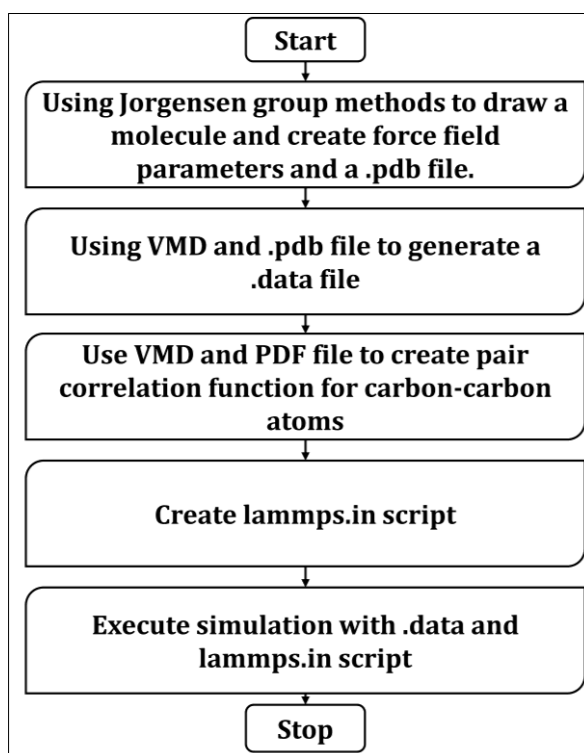 Start
Using Jorgensen group methods to draw a
molecule and create force field
parameters and a .pdb file.
Using VMD and .pdb file to generate a
.data file
Use VMD and PDF file to create pair
correlation function for carbon-carbon
atoms
Create lammps.in script
Execute simulation with .data and
lammps.in script
Stop